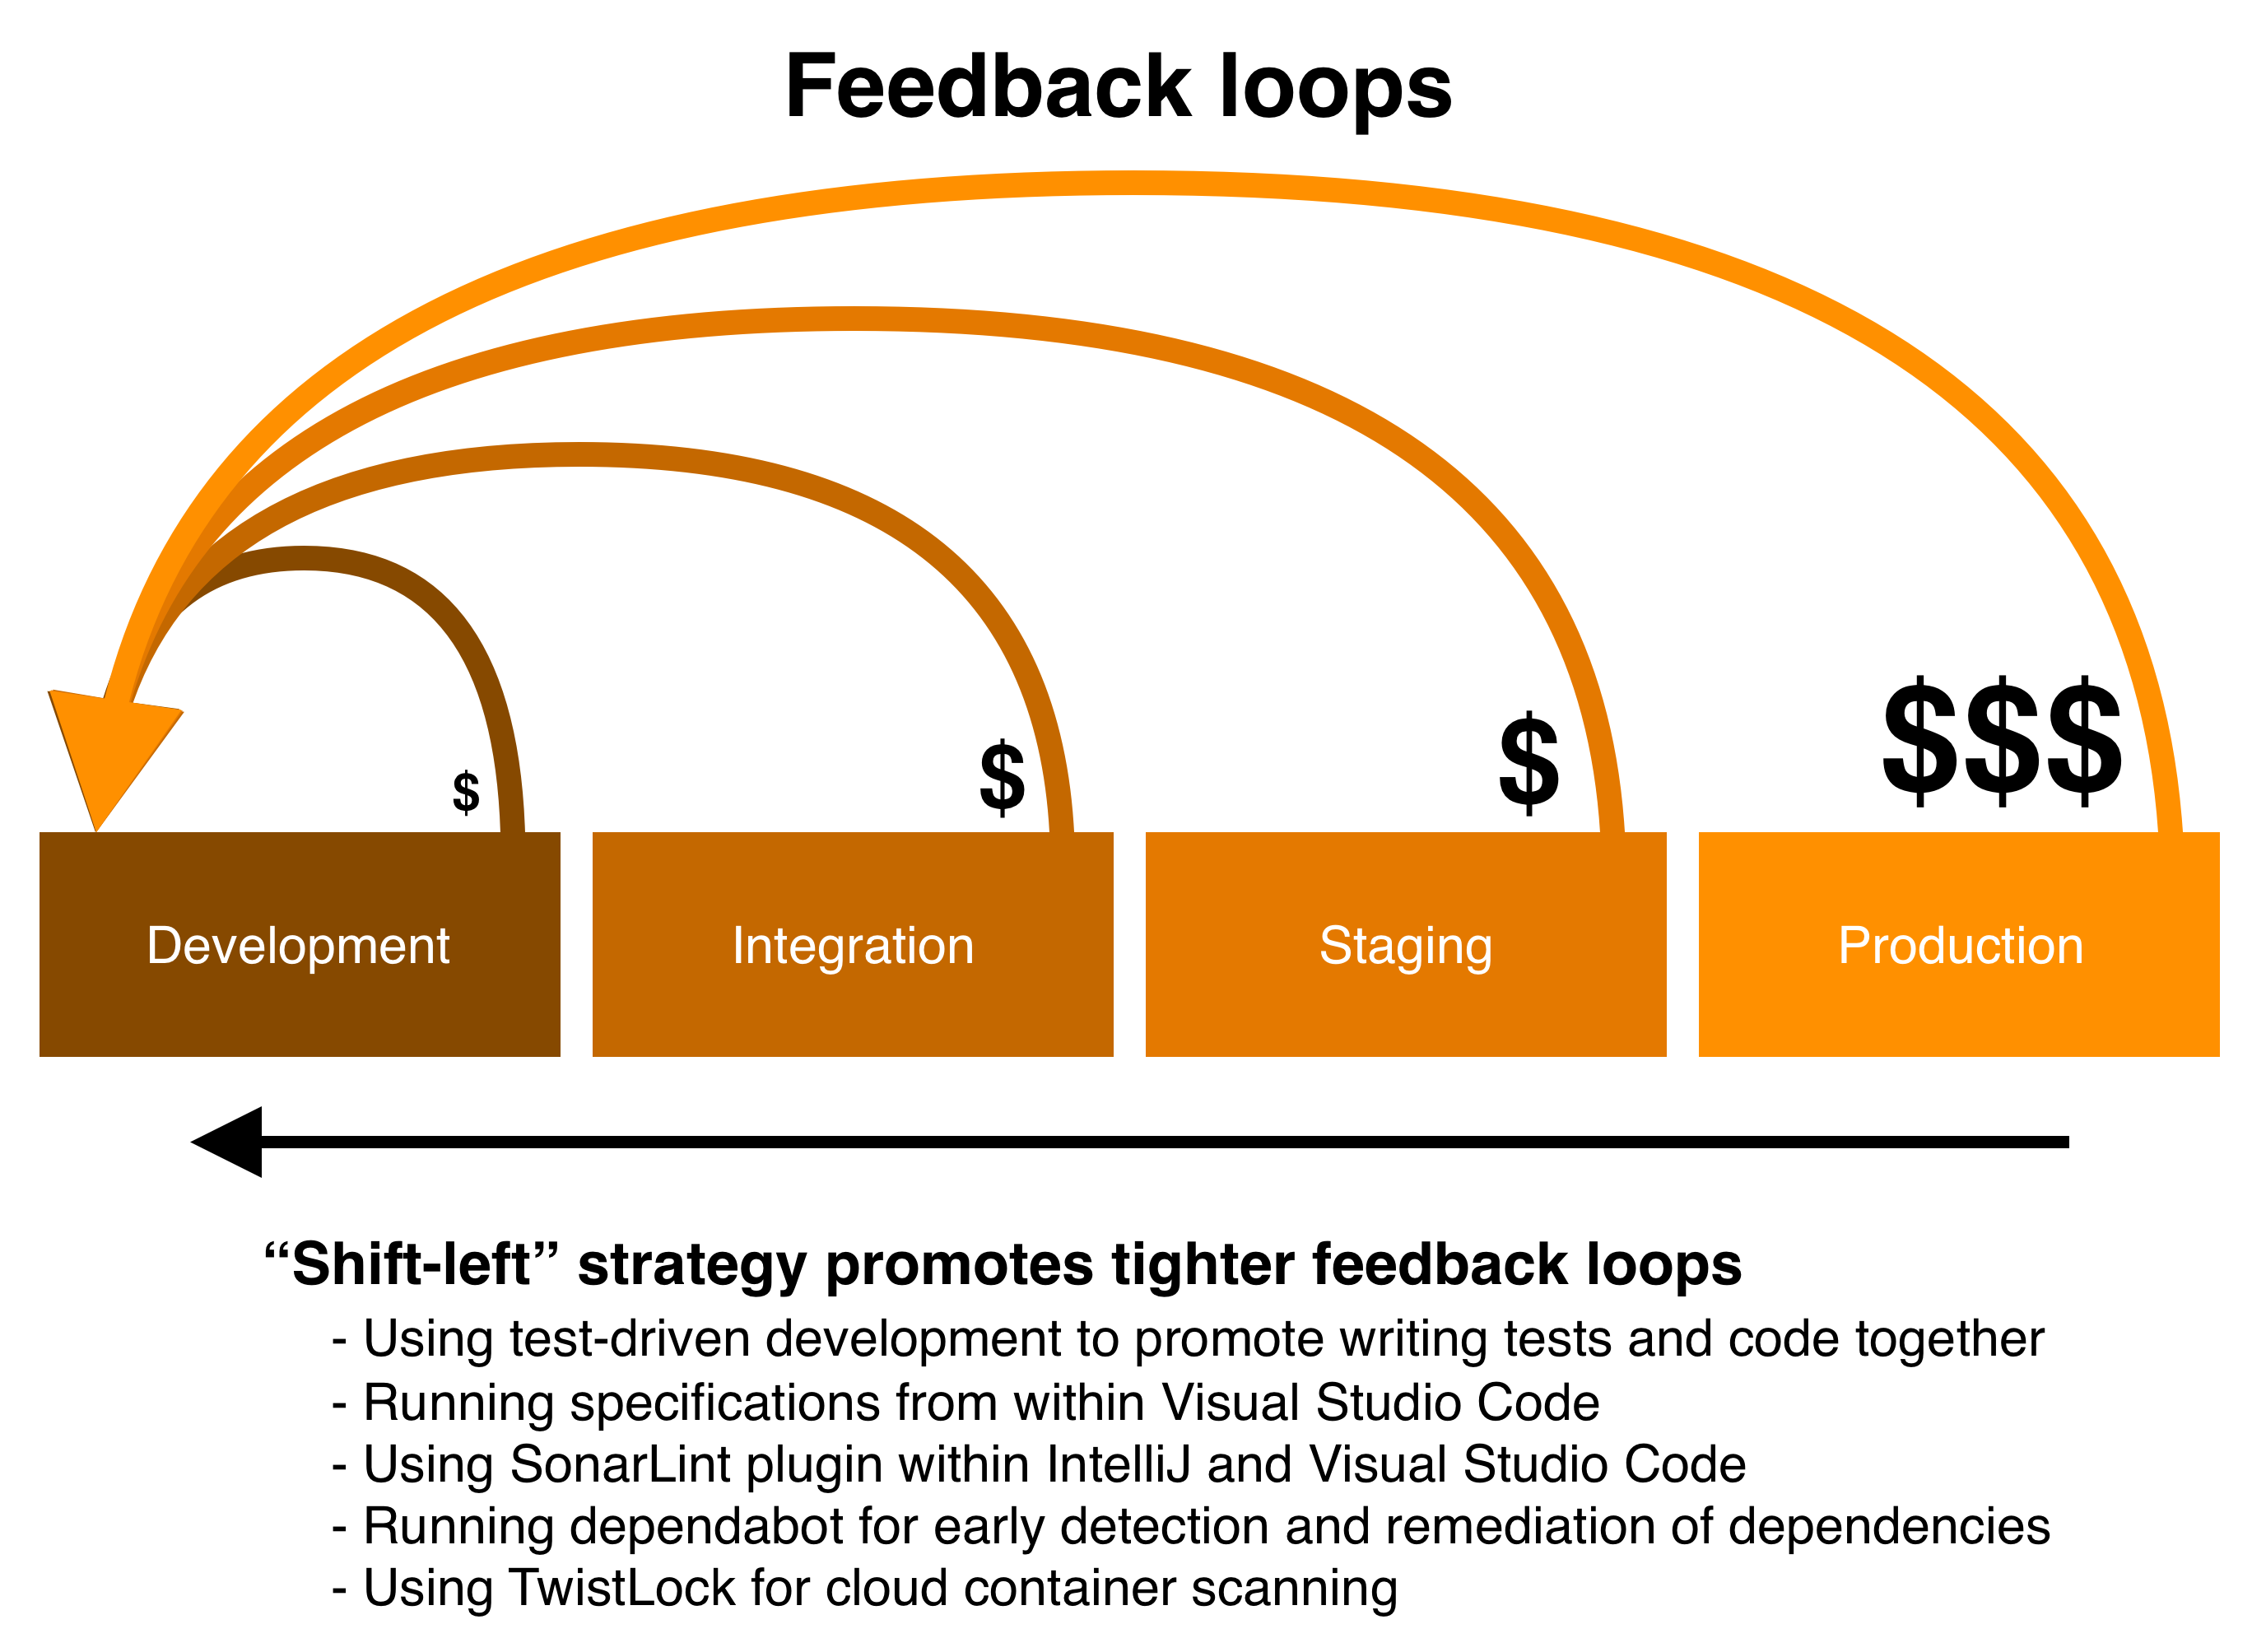 Feedback loops
$
$
$
$$$
Development
Integration
Staging
Production
“Shift-left” strategy promotes tighter feedback loops
- Using test-driven development to promote writing tests and code together
- Running specifications from within Visual Studio Code
- Using SonarLint plugin within IntelliJ and Visual Studio Code
- Running dependabot for early detection and remediation of dependencies
- Using TwistLock for cloud container scanning